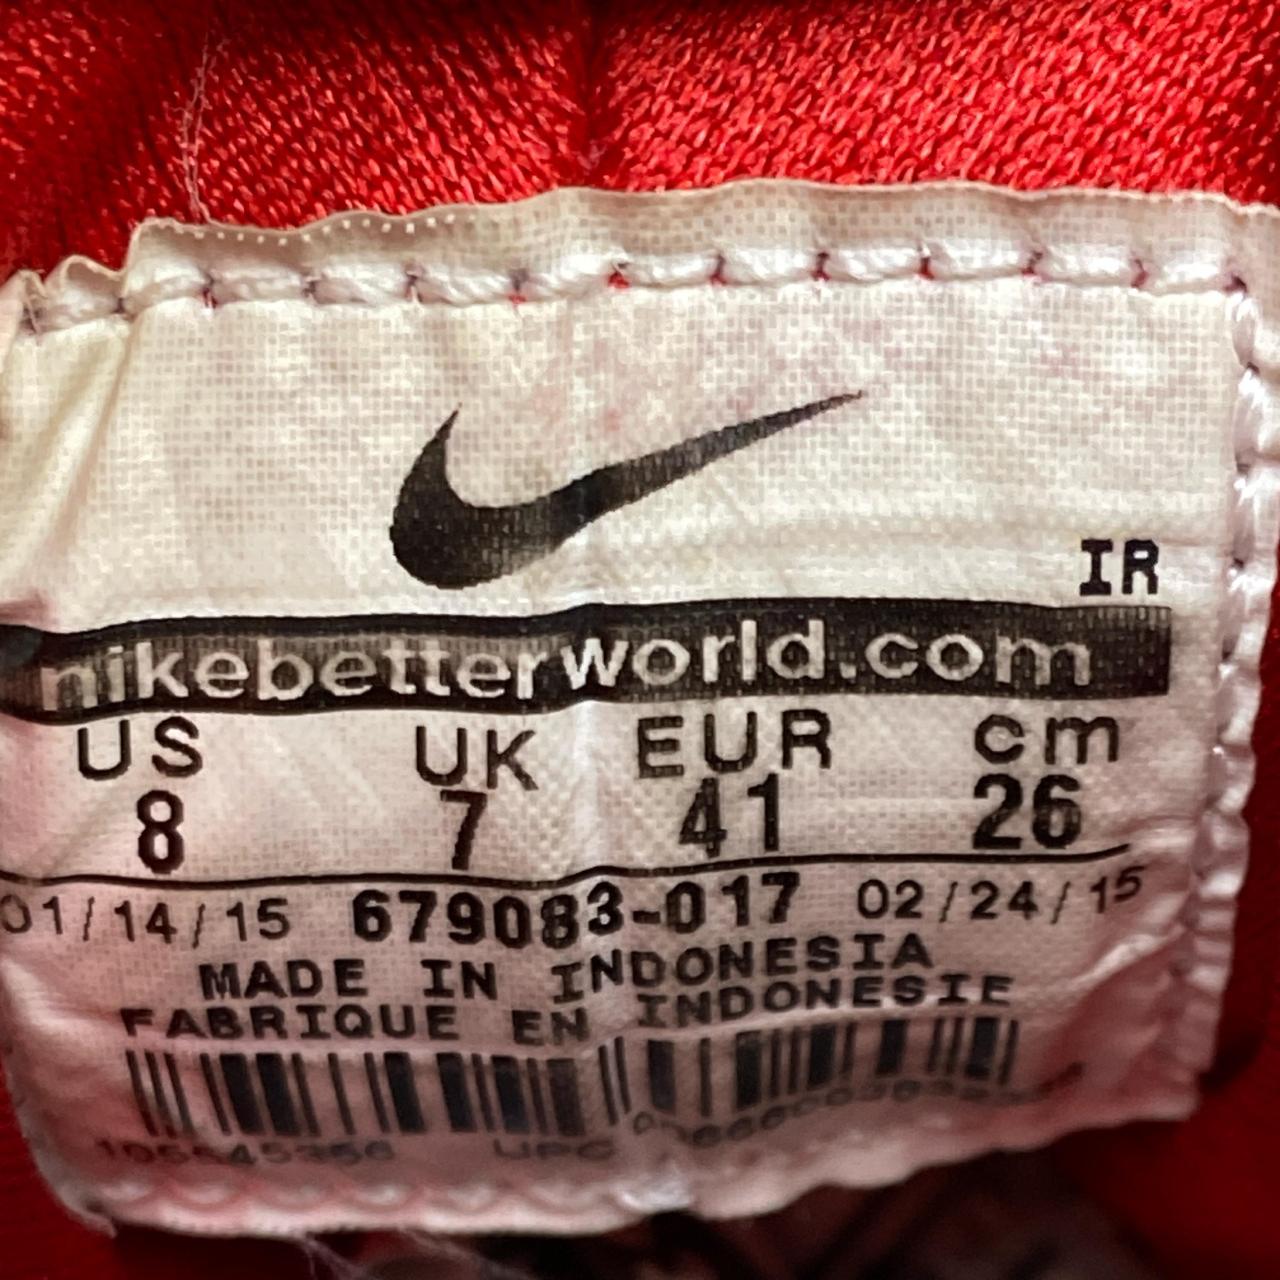 IR
nikebetterworld.com
US UK EUR cm
8 7 41 26
01/14/15 679083-017 02/24/15
MADE IN INDONESIA
FABRIQUE EN INDONESIE
UPC